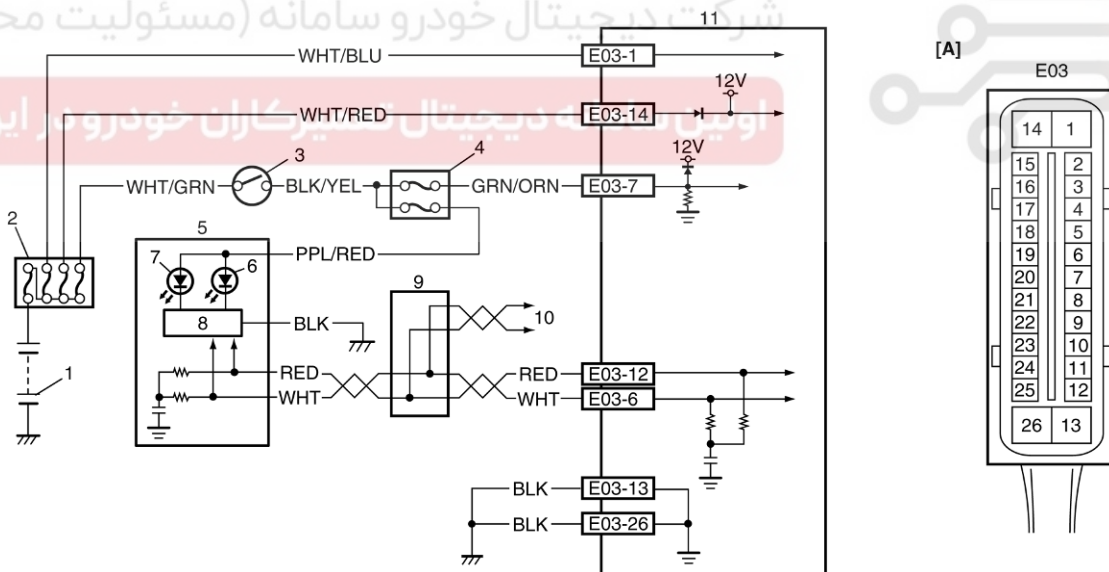 شرکت دیجیتال خودرو سامانه (مسئولیت مح
اولین سامانه دیجیتال تعمیرکاران خودرو در ایر
11
WHT/BLU
E03-1
12V
WHT/RED
E03-14
3
4
12V
WHT/GRN
BLK/YEL
GRN/ORN
E03-7
2
5
PPL/RED
7
6
9
8
BLK
10
1
RED
RED
E03-12
WHT
WHT
E03-6
BLK
E03-13
BLK
E03-26
[A]
E03
14 1
15 2
16 3
17 4
18 5
19 6
20 7
21 8
22 9
23 10
24 11
25 12
26 13